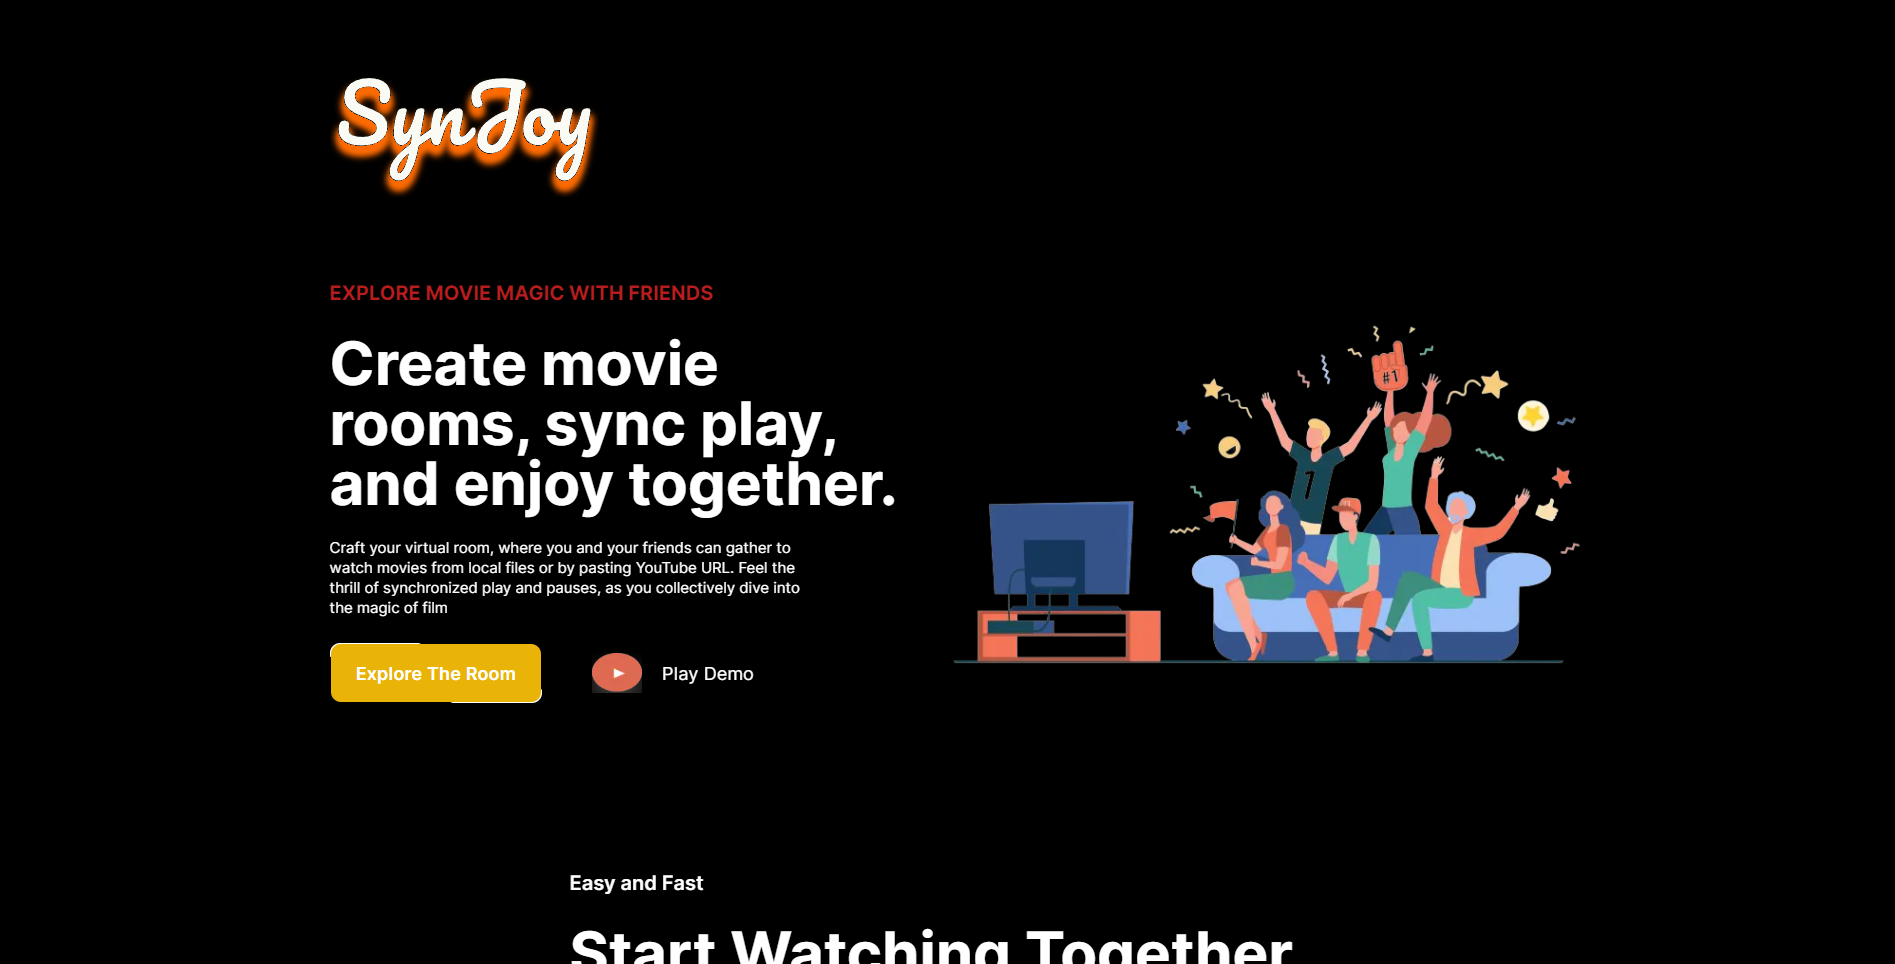 SynJoy
EXPLORE MOVIE MAGIC WITH FRIENDS
Create movie
rooms, sync play,
and enjoy together.
#1
1
Craft your virtual room, where you and your friends can gather to
watch movies from local files or by pasting YouTube URL. Feel the
thrill of synchronized play and pauses, as you collectively dive into
the magic of film
Explore The Room
Play Demo
Easy and Fast
Start Watching Together